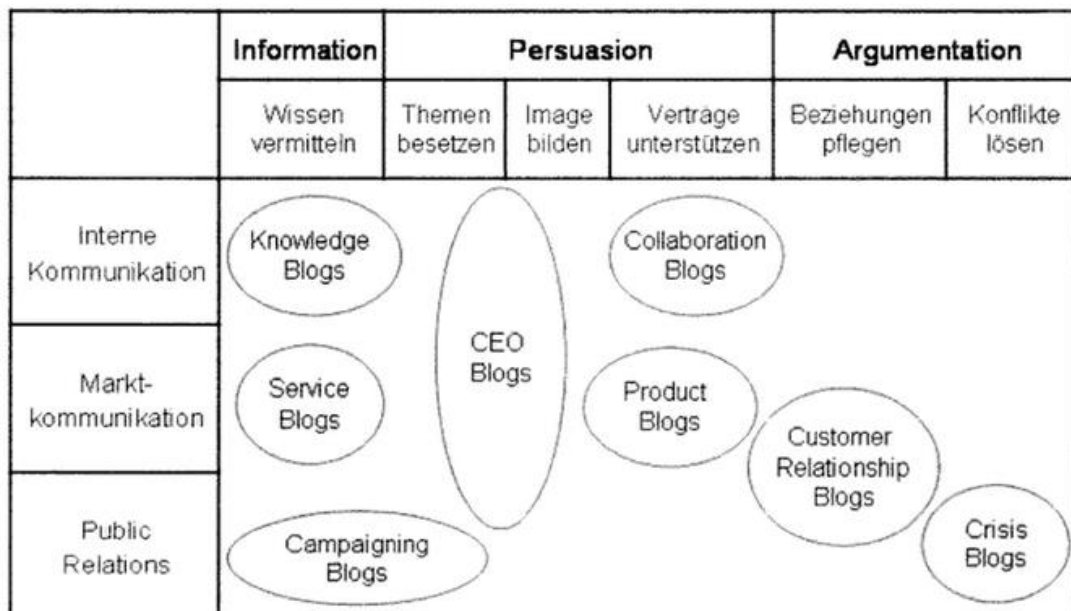 Information Persuasion Argumentation
Wissen vermitteln
Themen besetzen
Image bilden
Verträge unterstützen
Beziehungen pflegen
Konflikte lösen
Interne
Kommunikation
Knowledge
Blogs
CEO
Blogs
Collaboration
Blogs
Markt-
kommunikation
Service
Blogs
Product
Blogs
Customer
Relationship
Blogs
Public
Relations
Campaigning
Blogs
Crisis
Blogs